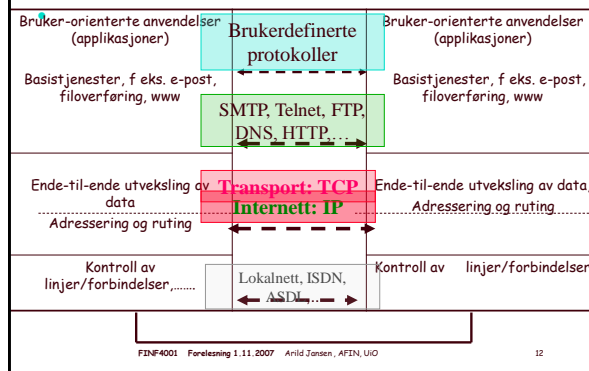 Bruker-orienterte anvendelser
(applikasjoner)
Basistjenester, f eks. e-post,
filoverføring, www
Brukerdefinerte
protokoller
SMTP, Telnet, FTP,
DNS, HTTP,...
Bruker-orienterte anvendelser
(applikasjoner)
Basistjenester, f eks. e-post,
filoverføring, www
Ende-til-ende utveksling av
data
Adressering og ruting
Transport: TCP
Internett: IP
Ende-til-ende utveksling av data,
Adressering og ruting
Kontroll av
linjer/forbindelser,.......
Lokalnett, ISDN,
ASDL,...
Kontroll av linjer/forbindelser
FINF4001 Forelesning 1.11.2007 Arild Jansen, AFIN, UiO 12